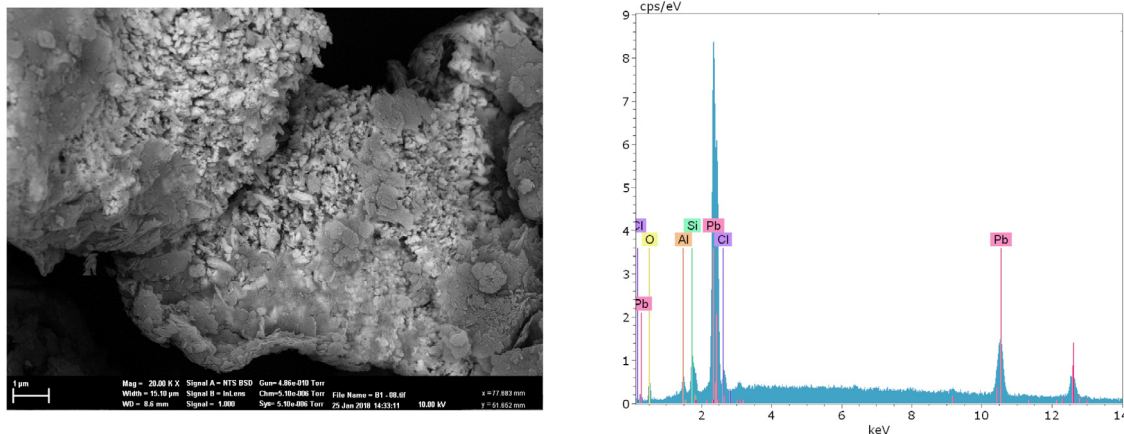 1 µm
Mag = 20.00 K X Signal A = NTS BSD Gun= 4.86e-010 Torr
Width = 15.10 µm Signal B = InLens Chm=5.10e-006 Torr File Name = B1 -08.tif x =77.683 mm
WD = 8.6 mm Signal = 1.000 Sys= 5.10e-006 Torr 25 Jan 2018 14:33:11 10.00 kV y =51.652 mm
cps/eV
9
8
7
6
5
4
3
2
1
0
Cl Si Pb
O Al Cl Pb
Pb
2 4 6 8 10 12 14
keV